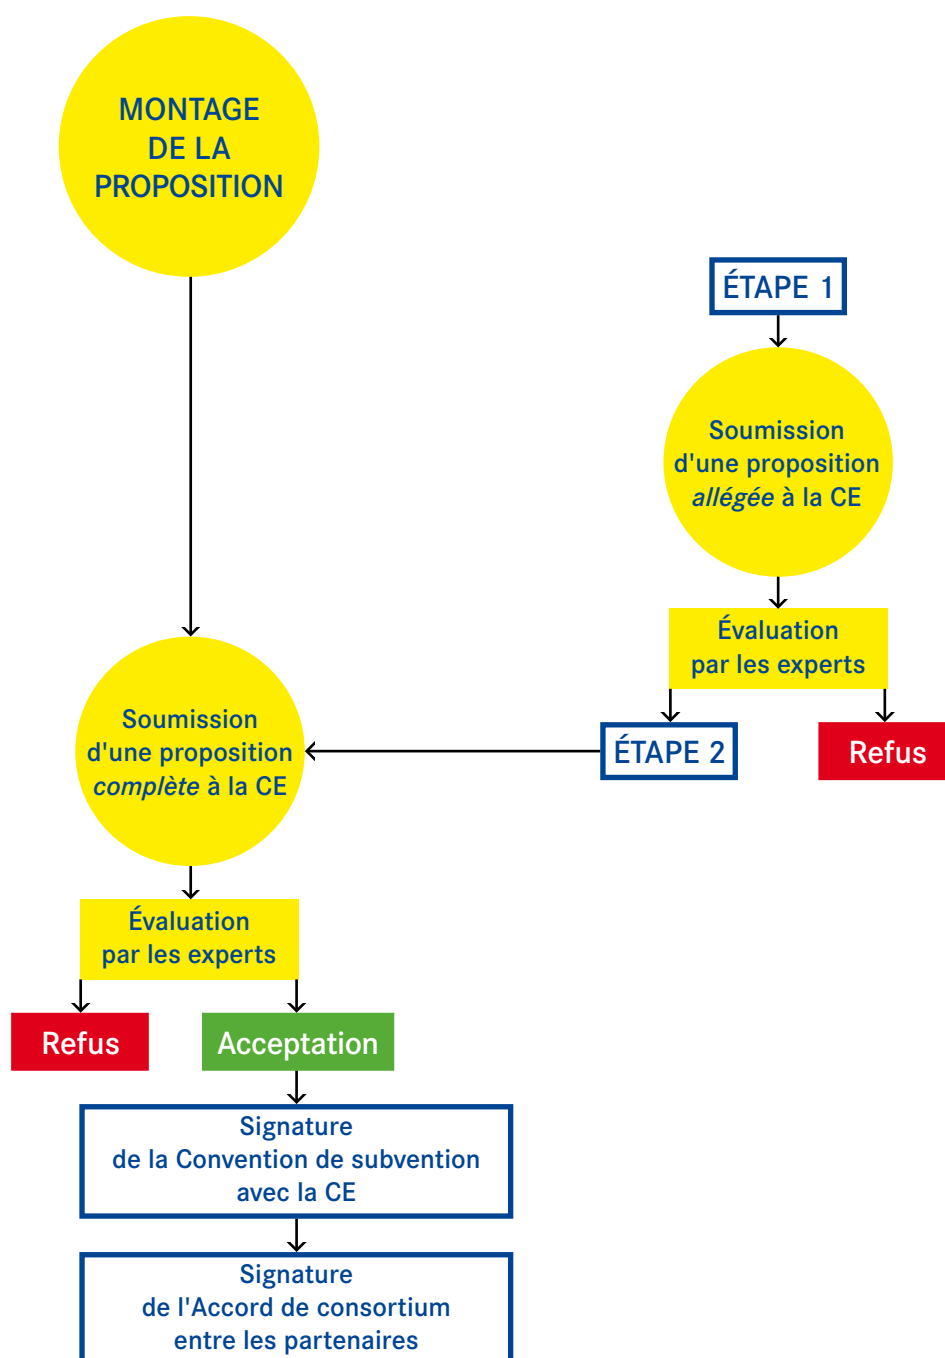 MONTAGE
DE LA
PROPOSITION
ÉTAPE 1
Soumission
d'une proposition
allégée à la CE
Évaluation
par les experts
ÉTAPE 2
Refus
Soumission
d'une proposition
complète à la CE
Évaluation
par les experts
Refus
Acceptation
Signature
de la Convention de subvention
avec la CE
Signature
de l'Accord de consortium
entre les partenaires